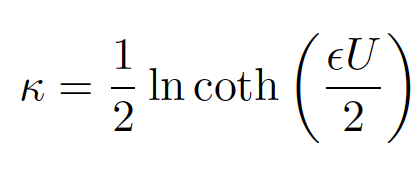 κ = 1/2 ln coth (ϵU/2)